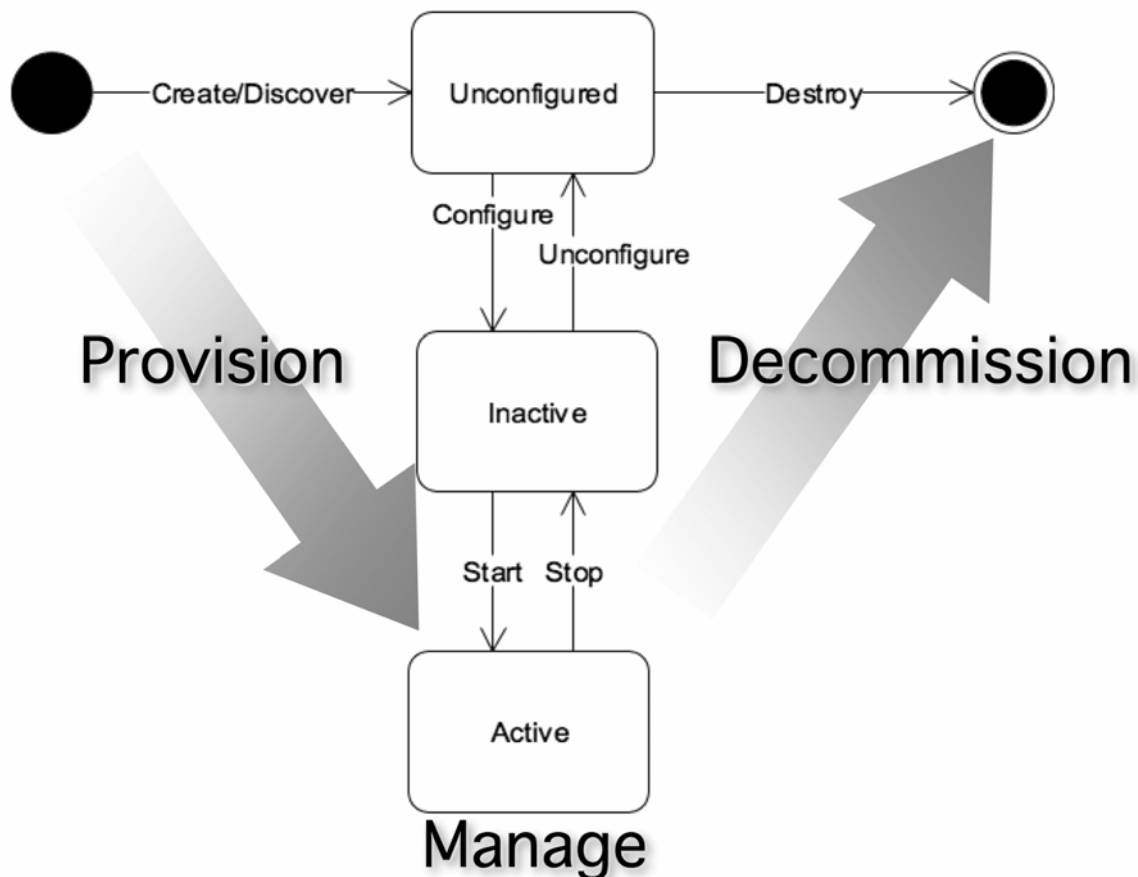 Create/Discover
Unconfigured
Destroy
Configure
Unconfigure
Provision
Decommission
Inactive
Start
Stop
Active
Manage